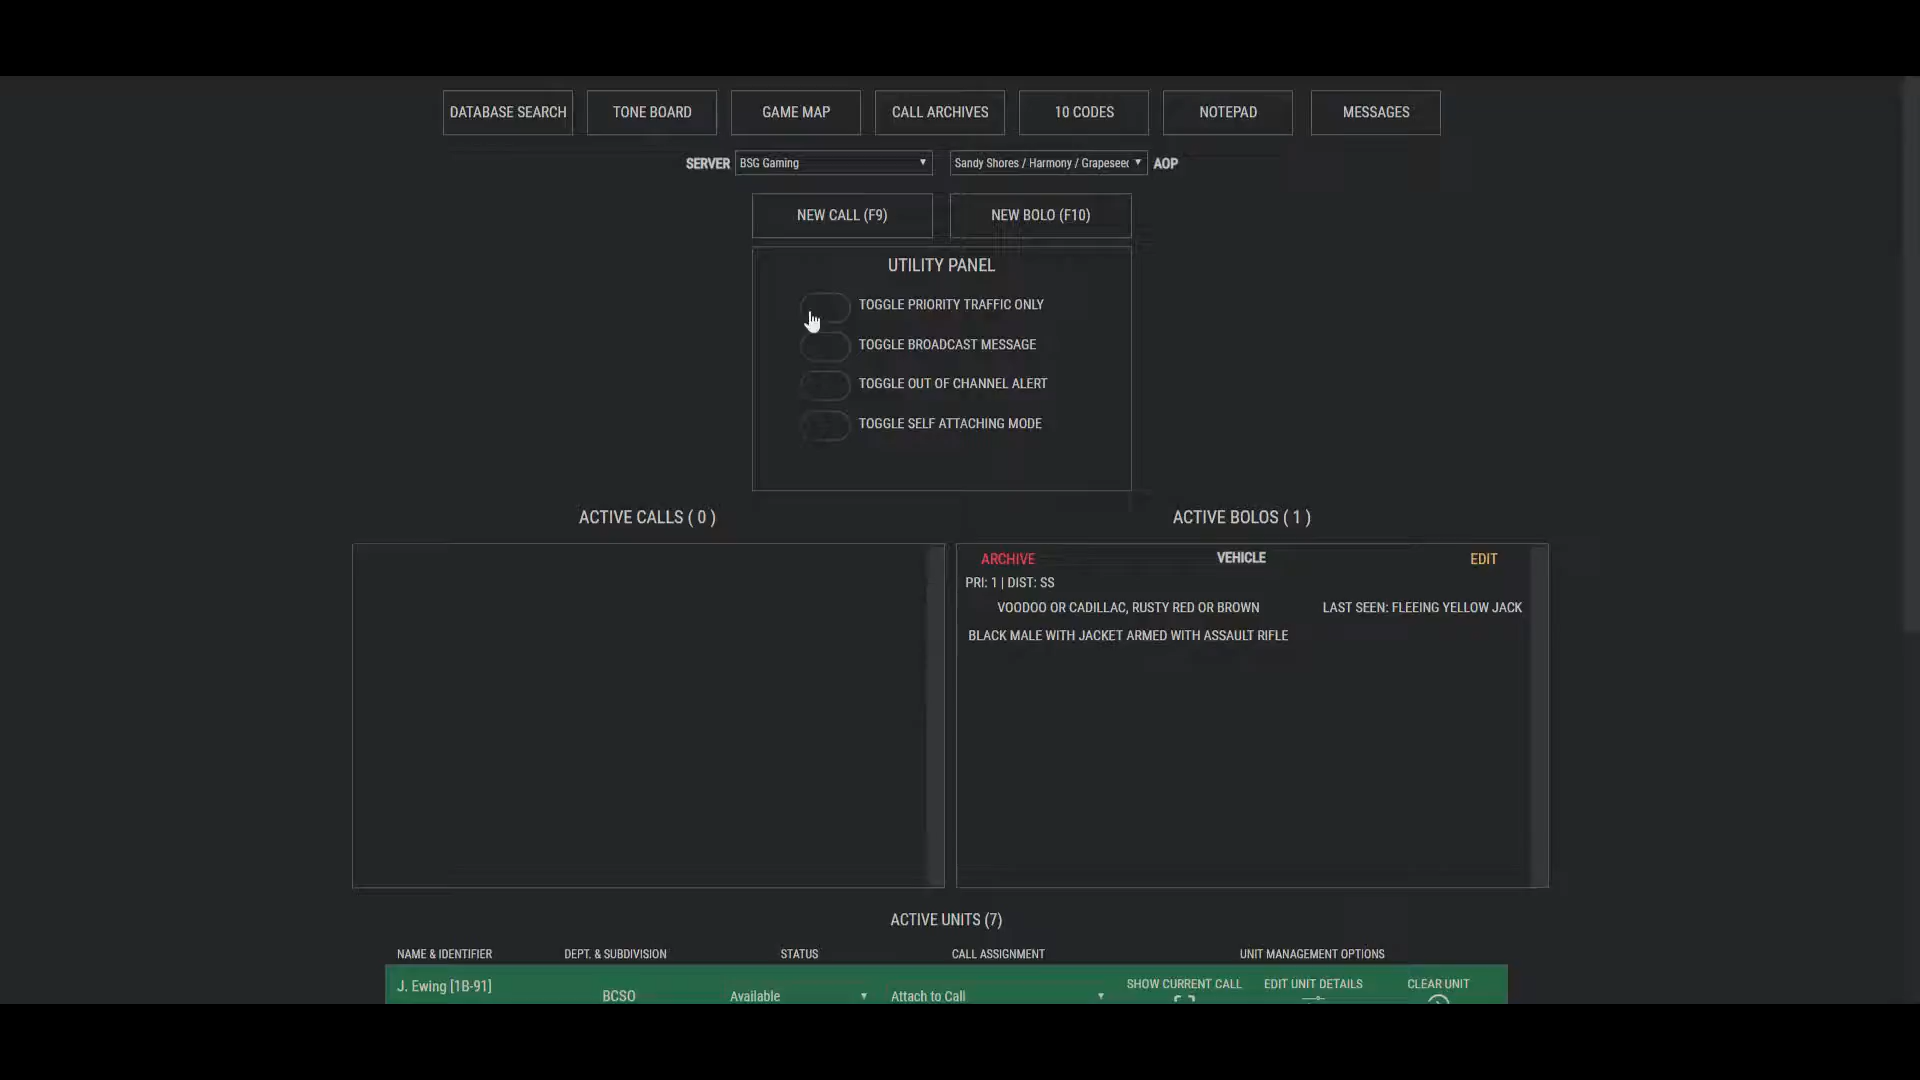 DATABASE SEARCH TONE BOARD GAME MAP CALL ARCHIVES 10 CODES NOTEPAD MESSAGES
SERVER BSG Gaming Sandy Shores / Harmony / Grapeseed AOP
NEW CALL (F9) NEW BOLO (F10)
UTILITY PANEL
TOGGLE PRIORITY TRAFFIC ONLY
TOGGLE BROADCAST MESSAGE
TOGGLE OUT OF CHANNEL ALERT
TOGGLE SELF ATTACHING MODE
ACTIVE CALLS ( 0 ) ACTIVE BOLOS ( 1 )
ARCHIVE VEHICLE EDIT
PRI: 1 | DIST: SS
VOODOO OR CADILLAC, RUSTY RED OR BROWN LAST SEEN: FLEEING YELLOW JACK
BLACK MALE WITH JACKET ARMED WITH ASSAULT RIFLE
ACTIVE UNITS (7)
NAME & IDENTIFIER DEPT. & SUBDIVISION STATUS CALL ASSIGNMENT UNIT MANAGEMENT OPTIONS
J. Ewing [1B-91] BCSO Available Attach to Call SHOW CURRENT CALL EDIT UNIT DETAILS CLEAR UNIT